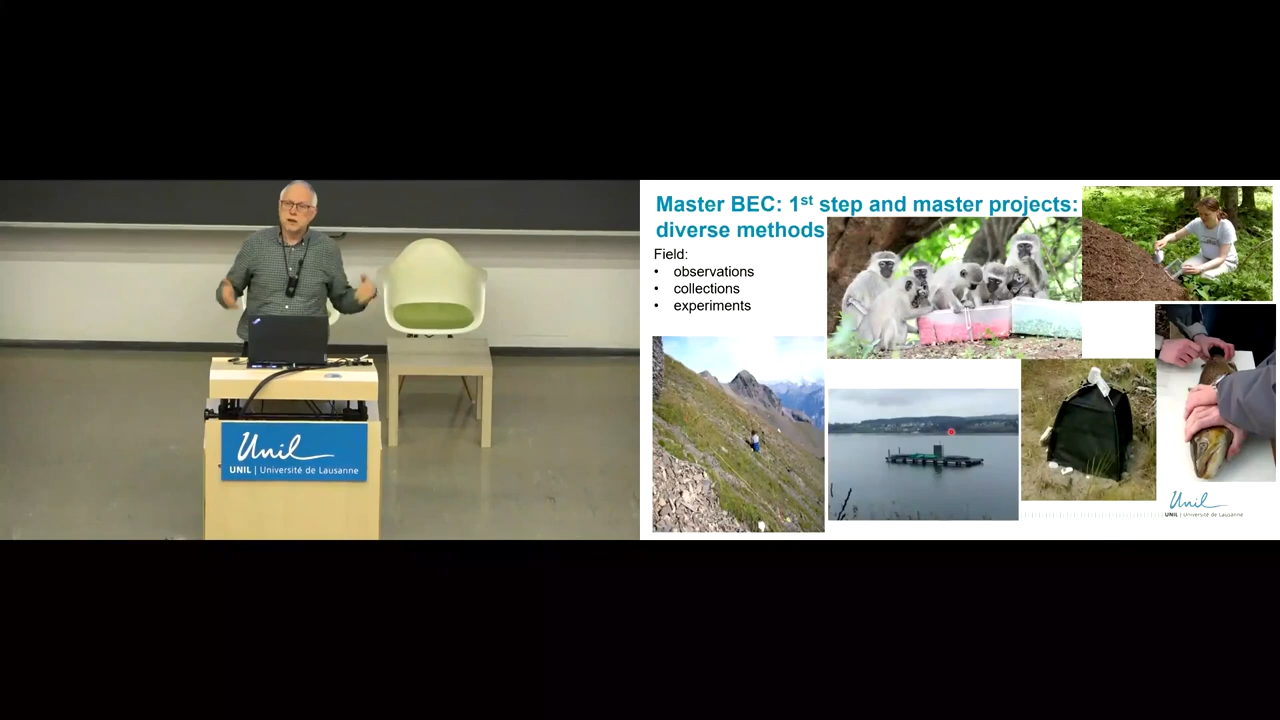 Unil
UNIL | Université de Lausanne
Master BEC: 1st step and master projects:
diverse methods
Field:
• observations
• collections
• experiments
Unil
UNIL | Université de Lausanne